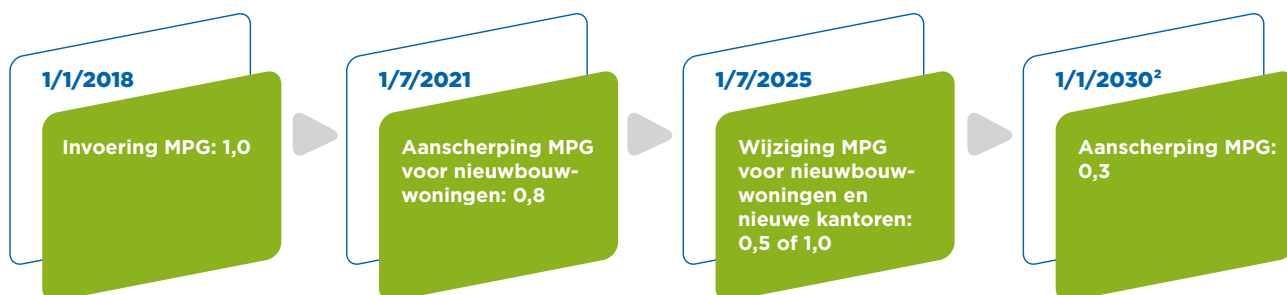 1/1/2018
Invoering MPG: 1,0
1/7/2021
Aanscherping MPG
voor nieuwbouw-
woningen: 0,8
1/7/2025
Wijziging MPG
voor nieuwbouw-
woningen en
nieuwe kantoren:
0,5 of 1,0
1/1/2030²
Aanscherping MPG:
0,3